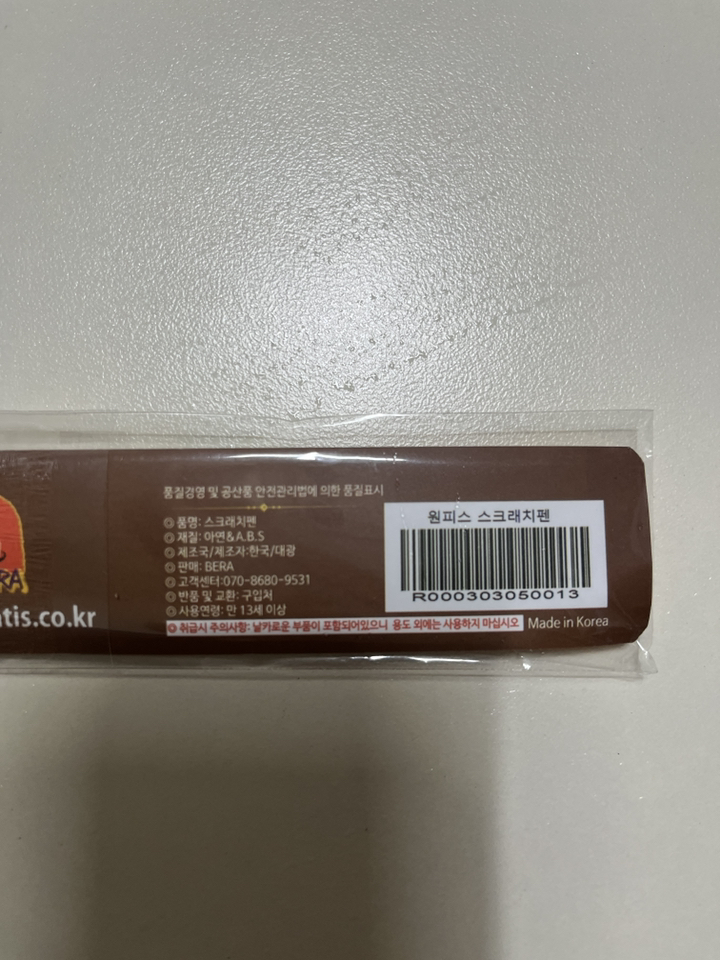 품질경영 및 공산품 안전관리법에 의한 품질표시
◎ 품명: 스크래치펜
◎ 재질: 아연&A.B.S
◎ 제조국/제조자:한국/대광
◎ 판매: BERA
◎ 고객센터:070-8680-9531
◎ 반품 및 교환: 구입처
◎ 사용연령: 만 13세 이상
◎ 취급시 주의사항: 날카로운 부품이 포함되어있으니 용도 외에는 사용하지 마십시오
Made in Korea
원피스 스크래치펜
R000303050013
RA
atis.co.kr